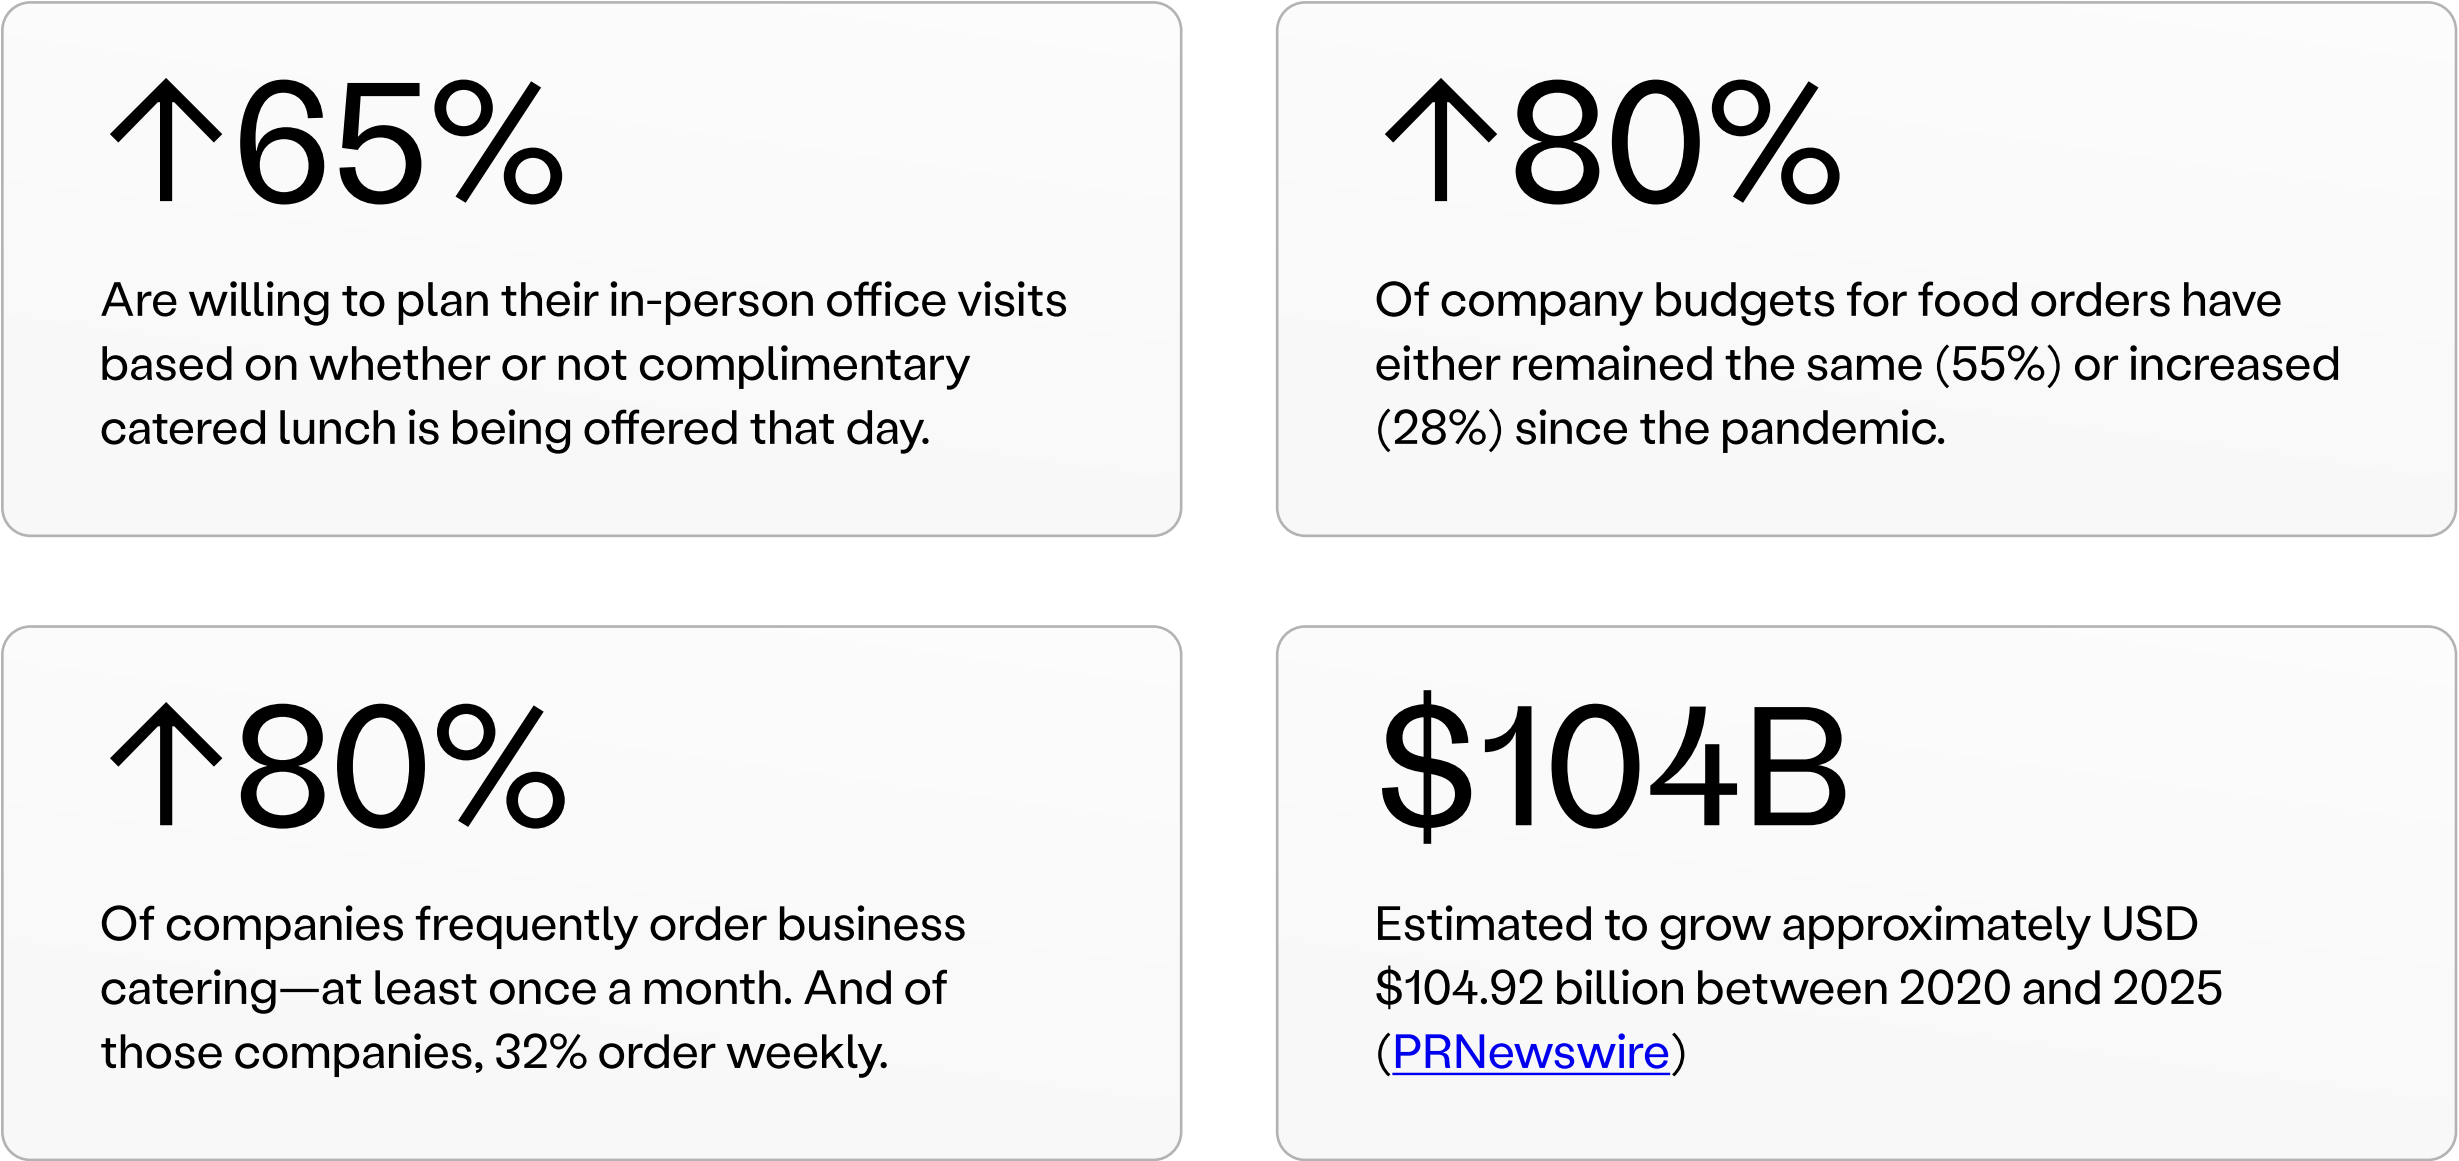 ↑65%
Are willing to plan their in-person office visits
based on whether or not complimentary
catered lunch is being offered that day.
↑80%
Of company budgets for food orders have
either remained the same (55%) or increased
(28%) since the pandemic.
↑80%
Of companies frequently order business
catering—at least once a month. And of
those companies, 32% order weekly.
$104B
Estimated to grow approximately USD
$104.92 billion between 2020 and 2025
(PRNewswire)